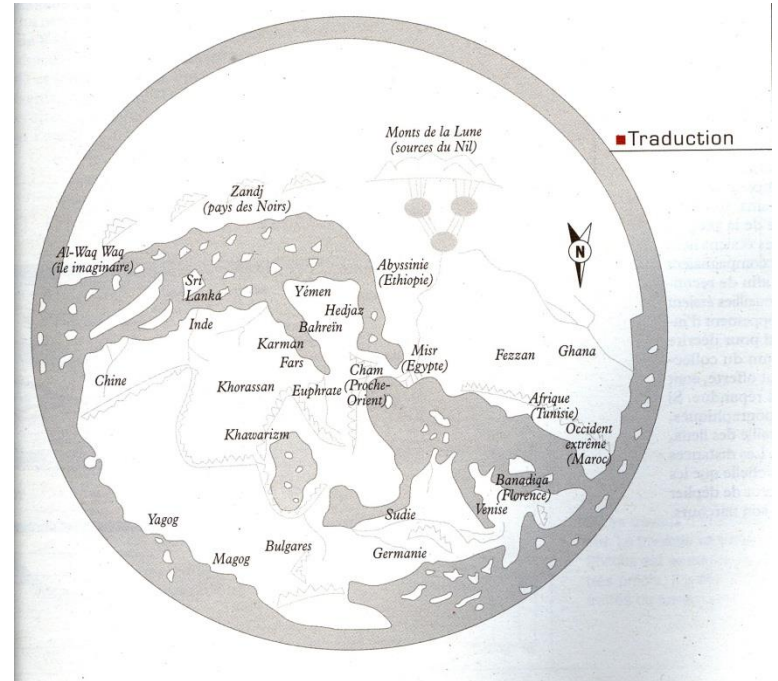 Monts de la Lune
(sources du Nil)
■Traduction
Zandj
(pays des Noirs)
N
Al-Waq Waq
(île imaginaire)
Sri
Lanka
Abyssinie
(Ethiopie)
Yémen
Hedjaz
Inde
Bahreïn
Karman
Fars
Misr
(Egypte)
Fezzan
Ghana
Chine
Khorassan
Euphrate
Cham
(Proche-
Orient)
Afrique
(Tunisie)
Occident
extrême
(Maroc)
Khawarizm
Banadiqa
(Florence)
Venise
Sudie
Yagog
Magog
Bulgares
Germanie